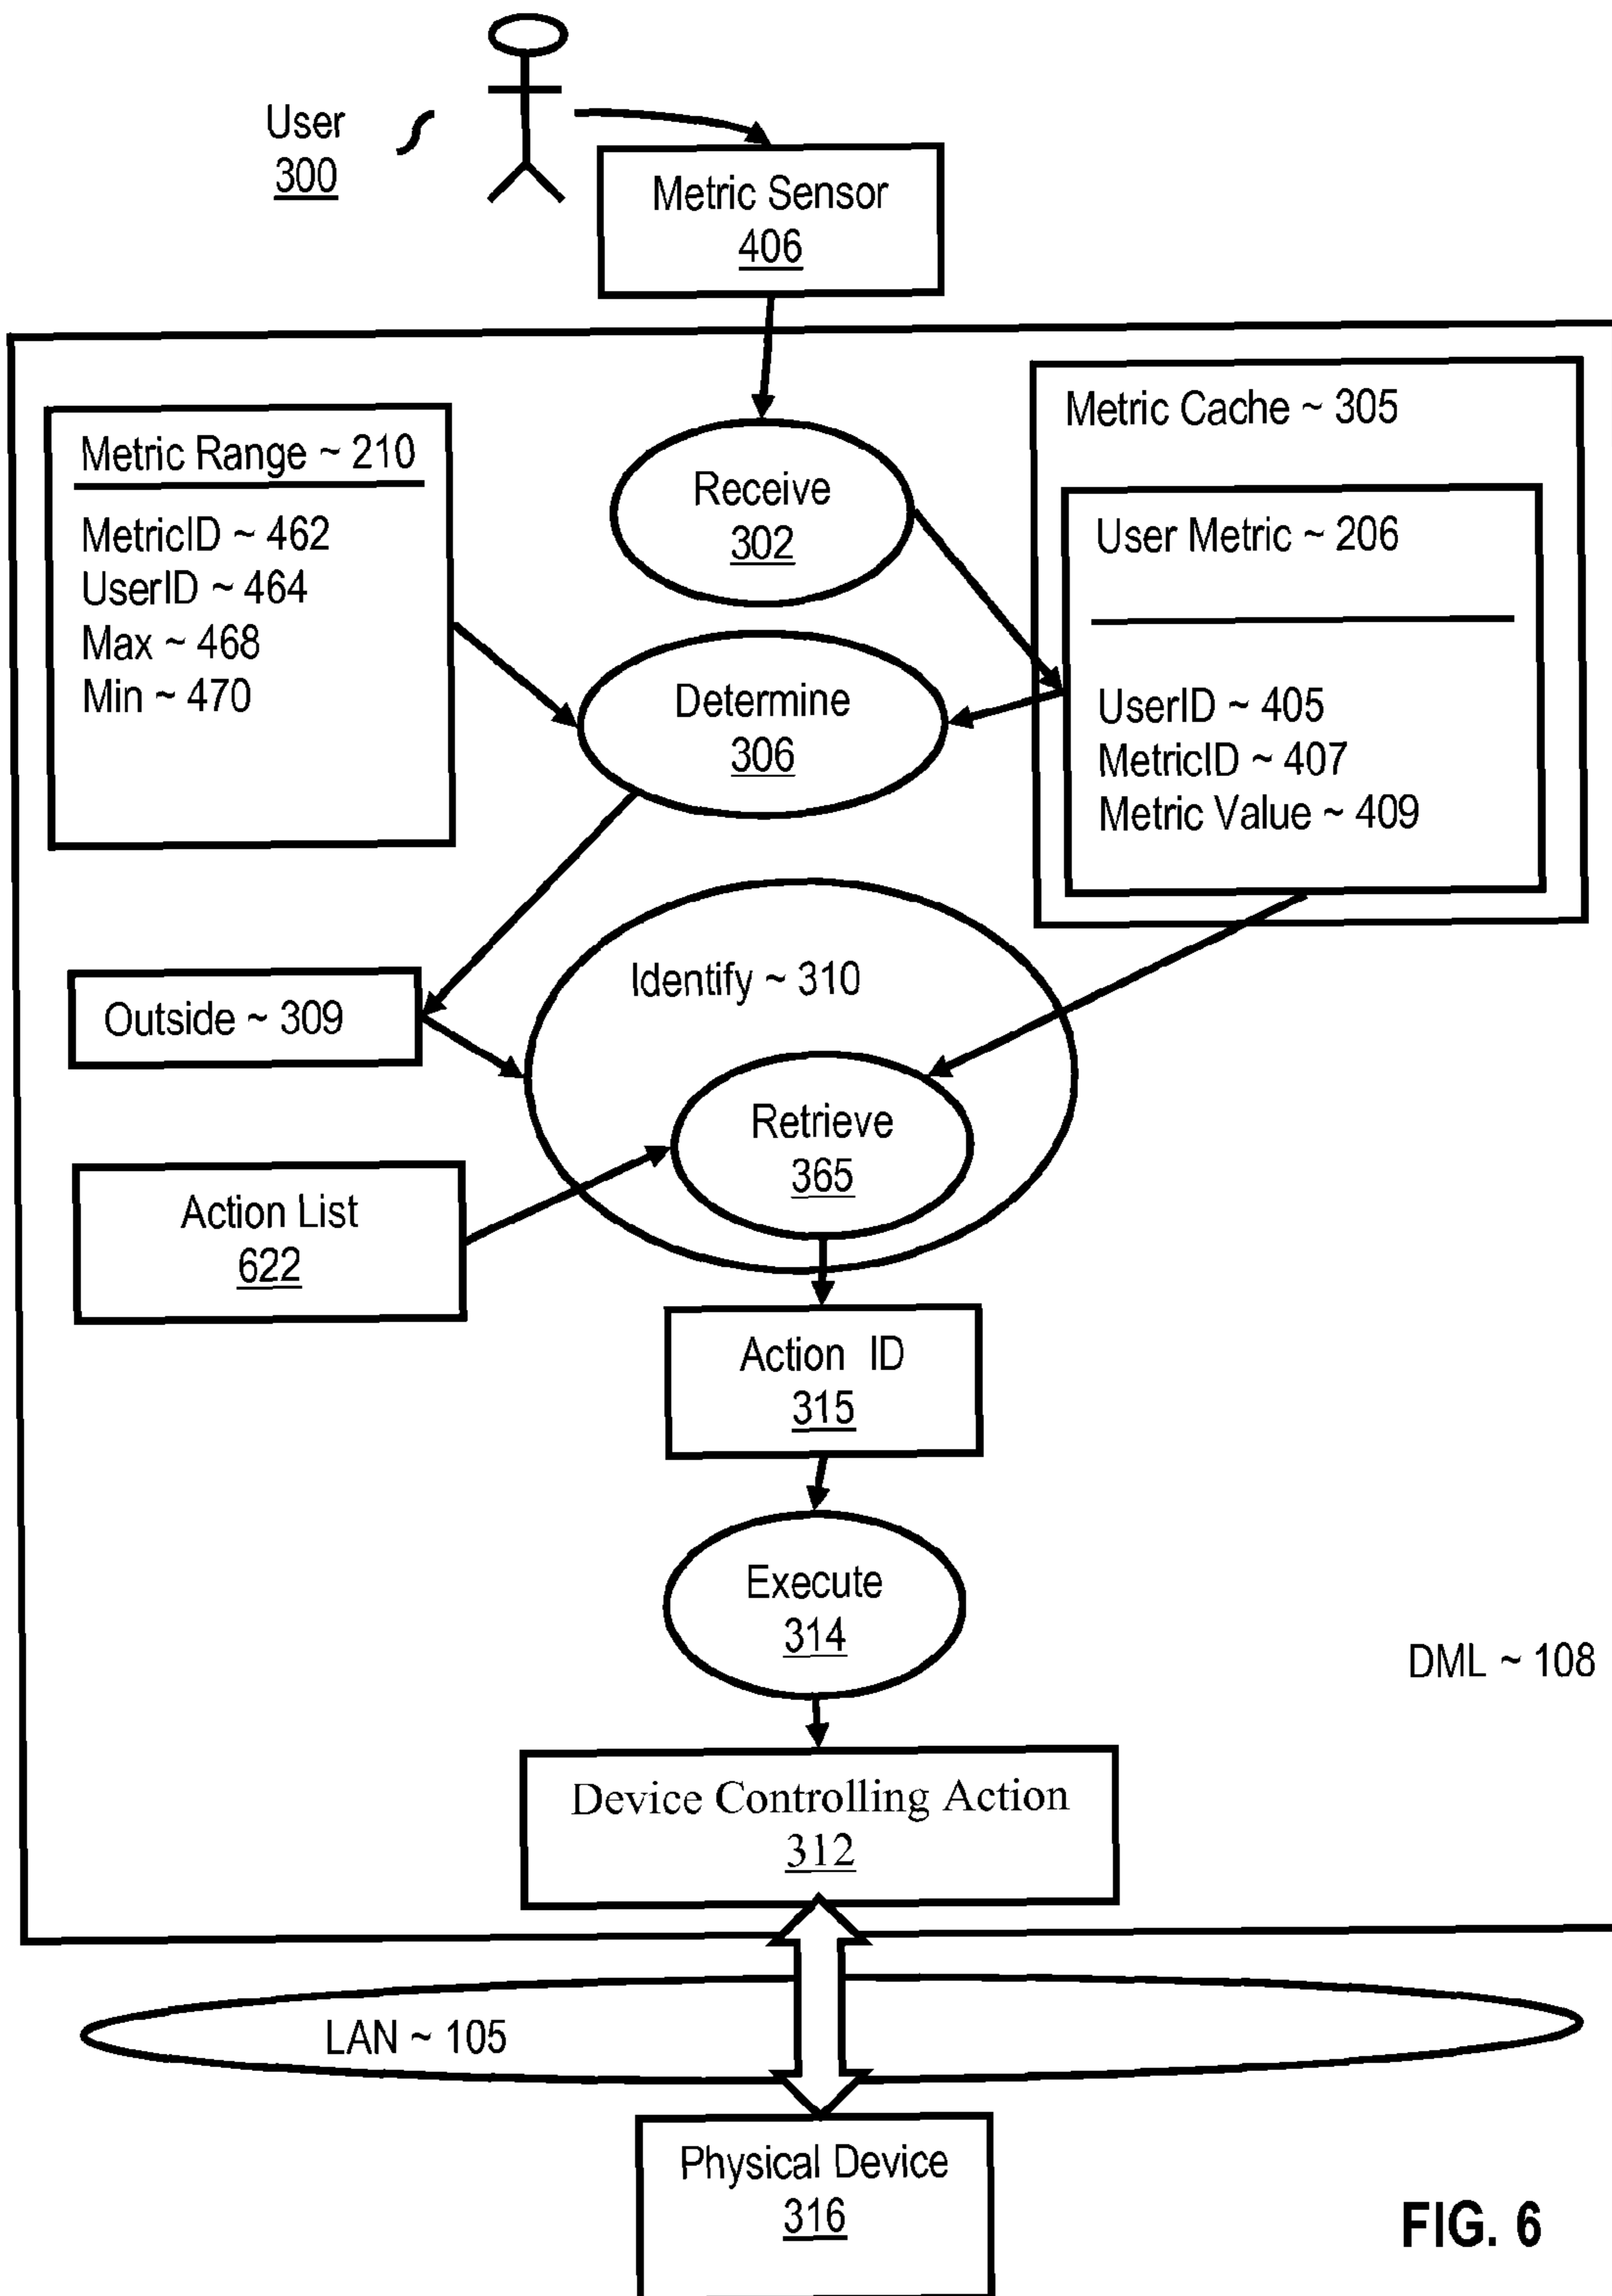 User
300
Metric Sensor
406
Metric Range ~ 210
MetricID ~ 462
UserID ~ 464
Max ~ 468
Min ~ 470
Receive
302
Metric Cache ~ 305
User Metric ~ 206
UserID ~ 405
MetricID ~ 407
Metric Value ~ 409
Determine
306
Outside ~ 309
Identify ~ 310
Retrieve
365
Action List
622
Action ID
315
Execute
314
DML ~ 108
Device Controlling Action
312
LAN ~ 105
Physical Device
316
FIG. 6